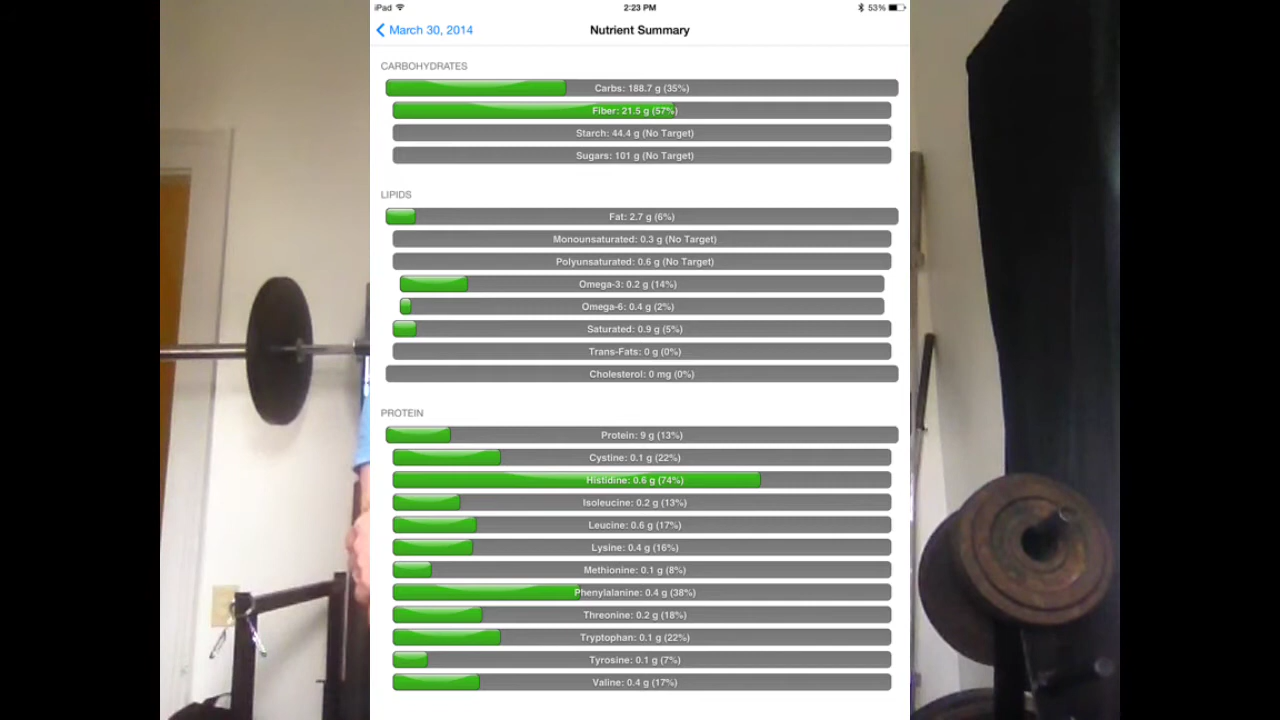 iPad 2:23 PM 53%
March 30, 2014 Nutrient Summary
CARBOHYDRATES
Carbs: 188.7 g (35%)
Fiber: 21.5 g (57%)
Starch: 44.4 g (No Target)
Sugars: 101 g (No Target)
LIPIDS
Fat: 2.7 g (6%)
Monounsaturated: 0.3 g (No Target)
Polyunsaturated: 0.6 g (No Target)
Omega-3: 0.2 g (14%)
Omega-6: 0.4 g (2%)
Saturated: 0.9 g (5%)
Trans-Fats: 0 g (0%)
Cholesterol: 0 mg (0%)
PROTEIN
Protein: 9 g (13%)
Cystine: 0.1 g (22%)
Histidine: 0.6 g (74%)
Isoleucine: 0.2 g (13%)
Leucine: 0.6 g (17%)
Lysine: 0.4 g (16%)
Methionine: 0.1 g (8%)
Phenylalanine: 0.4 g (38%)
Threonine: 0.2 g (18%)
Tryptophan: 0.1 g (22%)
Tyrosine: 0.1 g (7%)
Valine: 0.4 g (17%)